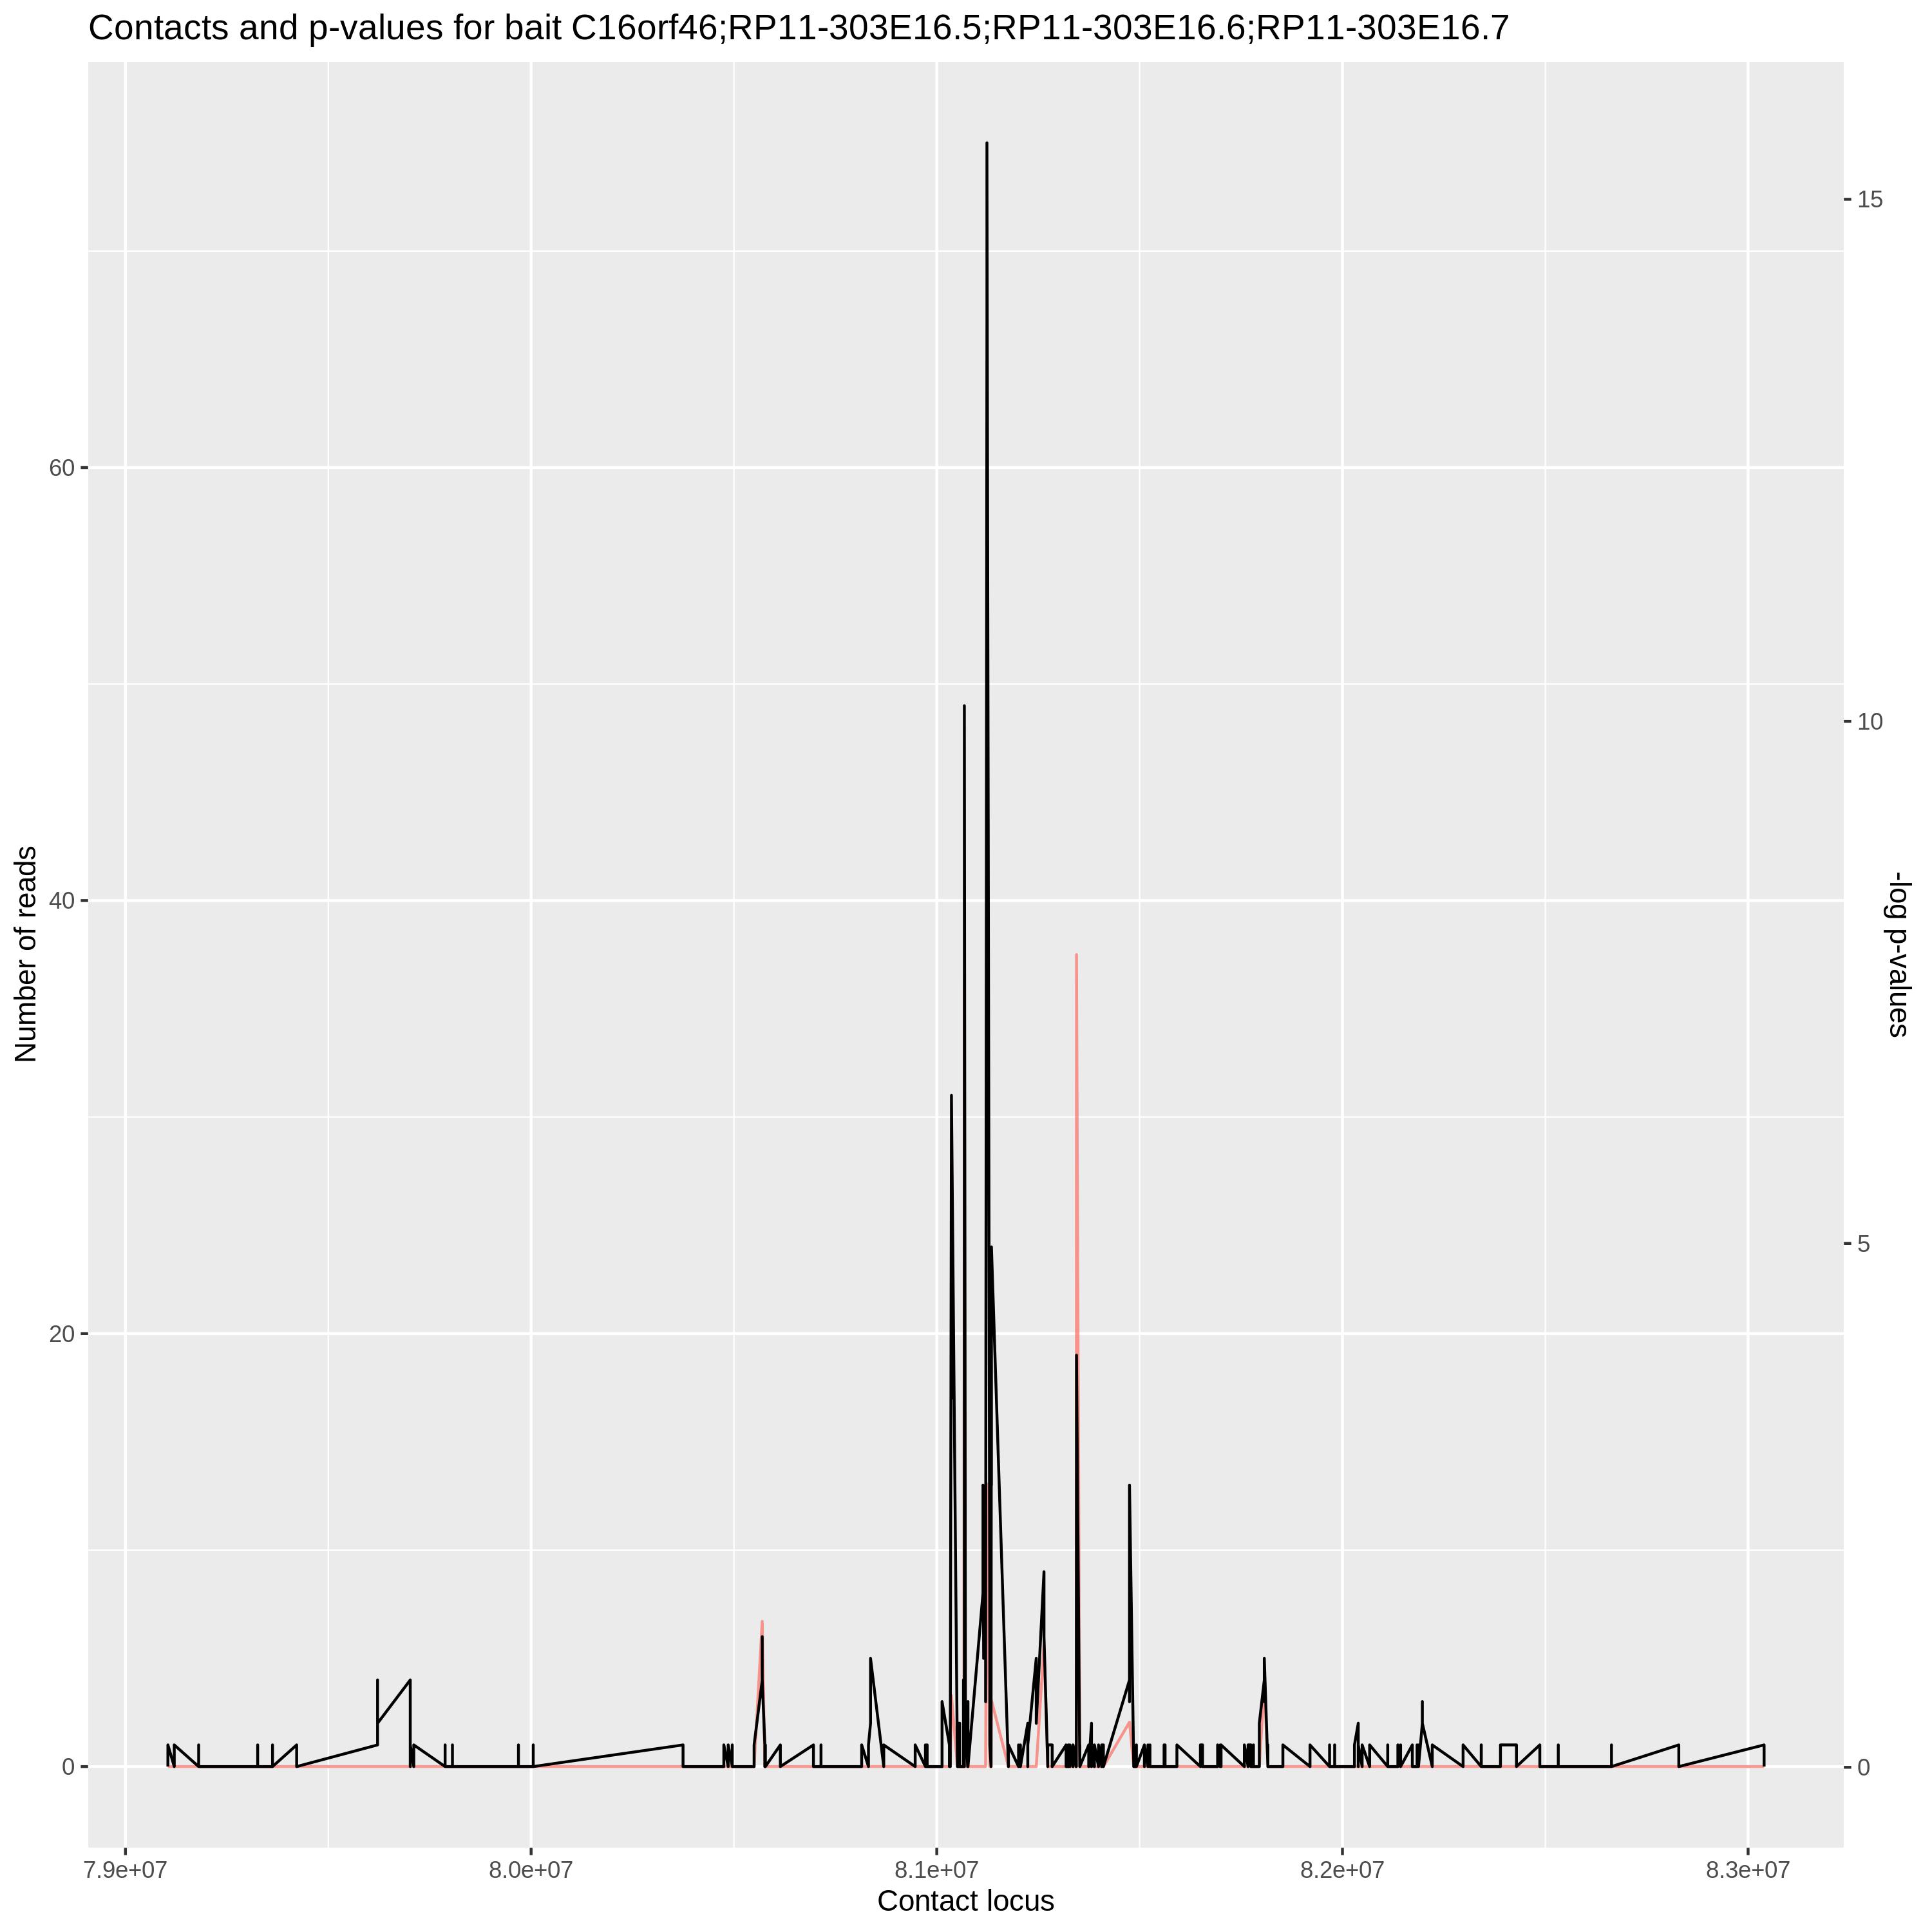 Contacts and p-values for bait C16orf46;RP11-303E16.5;RP11-303E16.6;RP11-303E16.7
Number of reads
60
40
20
0
15
10
5
0
-log p-values
7.9e+07
8.0e+07
8.1e+07
8.2e+07
8.3e+07
Contact locus